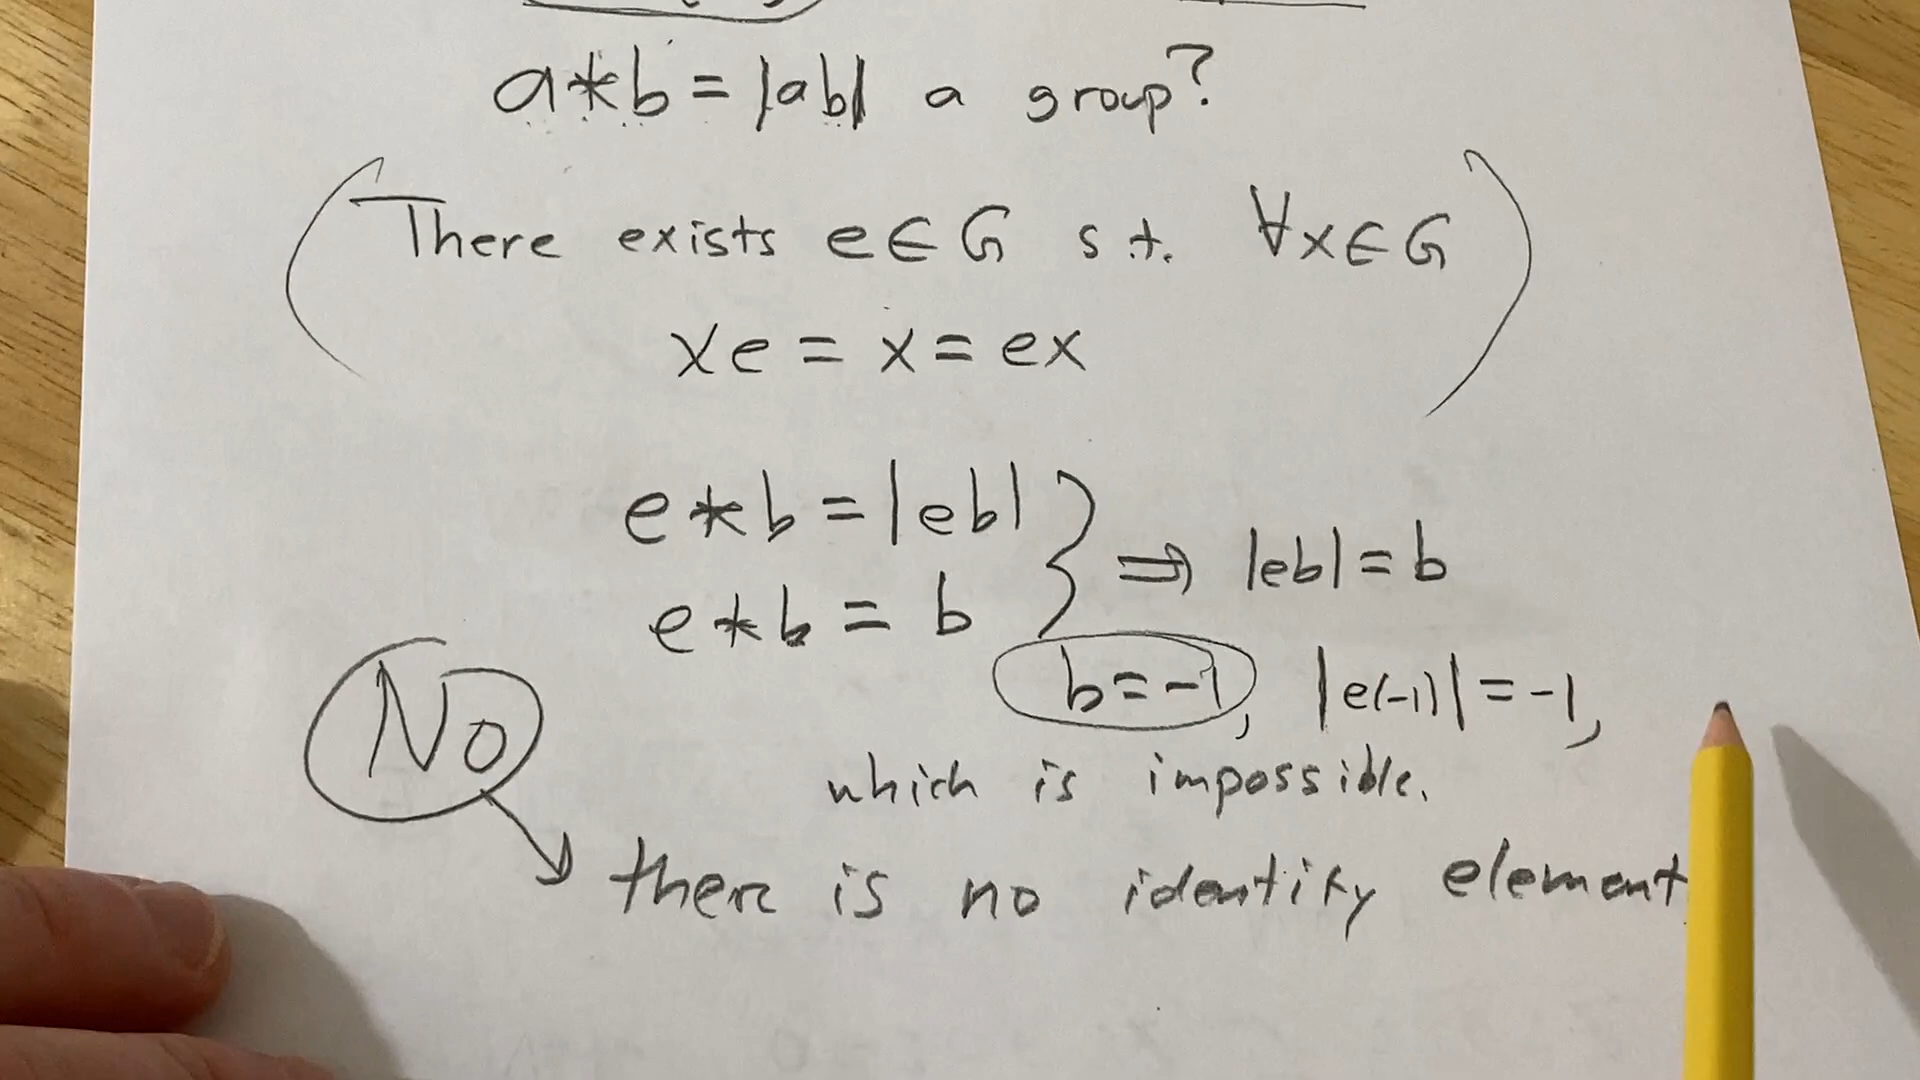 a*b = |ab| a group?
There exists e∈G s.t. ∀x∈G
xe = x = ex
e*b = |eb|
e*b = b
⇒ |eb| = b
b=-1, |e(-1)| = -1,
No
which is impossible.
there is no identity element